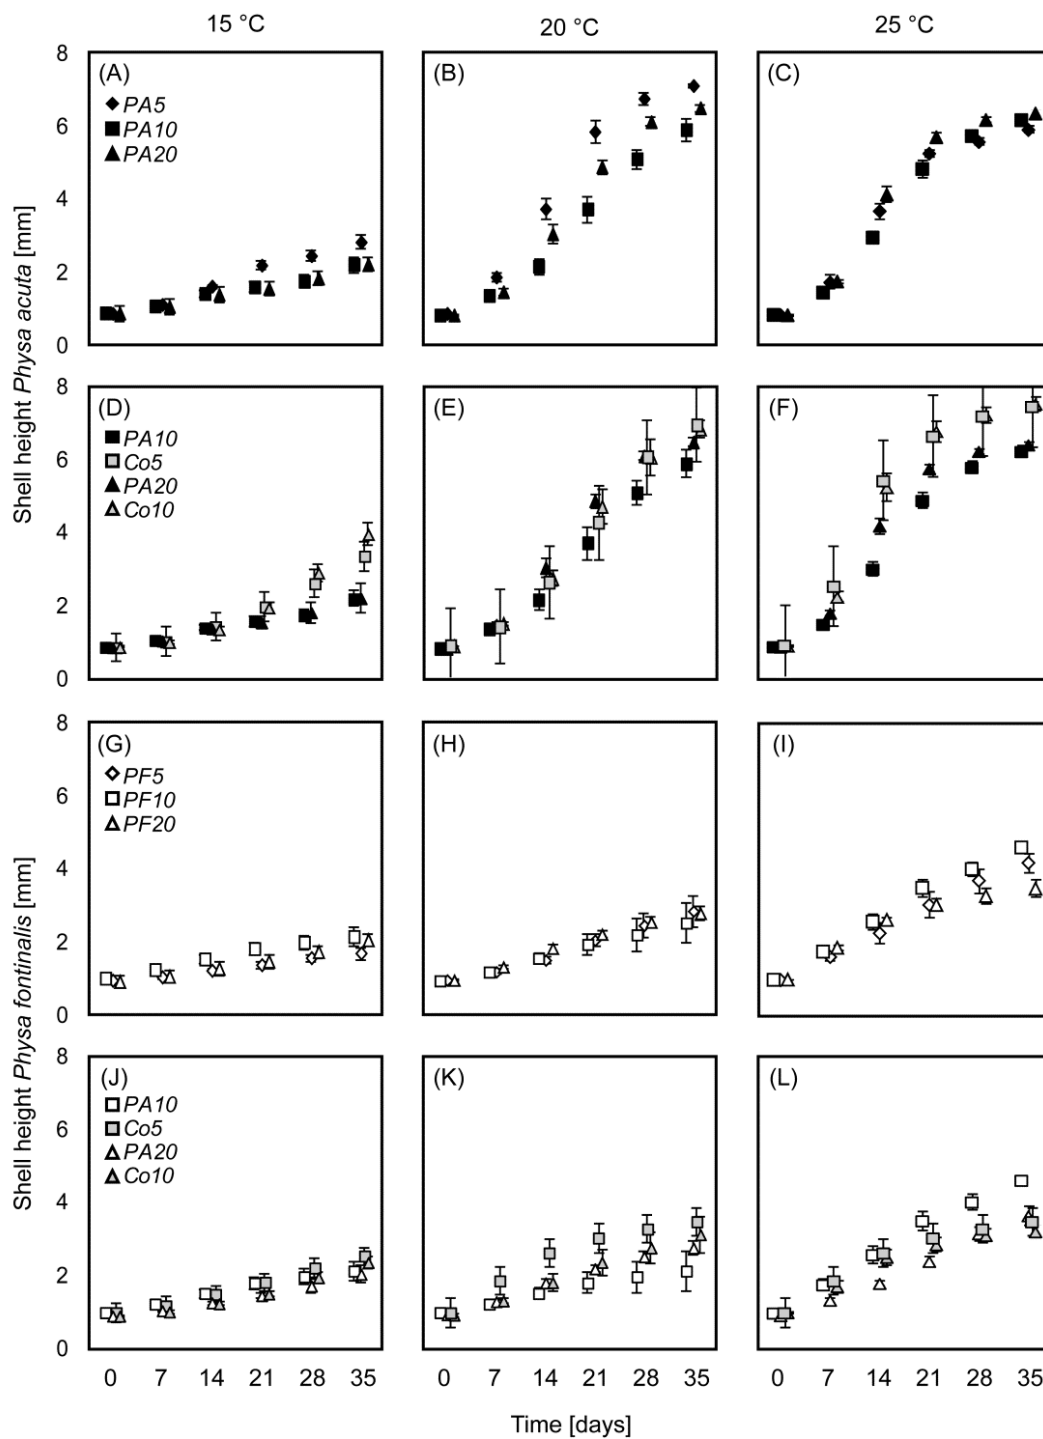 15 °C 20 °C 25 °C
Shell height Physa acuta [mm]
8 (A) (B) (C)
PA5
6 PA10
PA20
4
2
0
8 (D) (E) (F)
PA10
6 Co5
PA20
4 Co10
2
0
Shell height Physa fontinalis [mm]
8 (G) (H) (I)
PF5
6 PF10
PF20
4
2
0
8 (J) (K) (L)
PA10
6 Co5
PA20
4 Co10
2
0
0 7 14 21 28 35 0 7 14 21 28 35 0 7 14 21 28 35
Time [days]